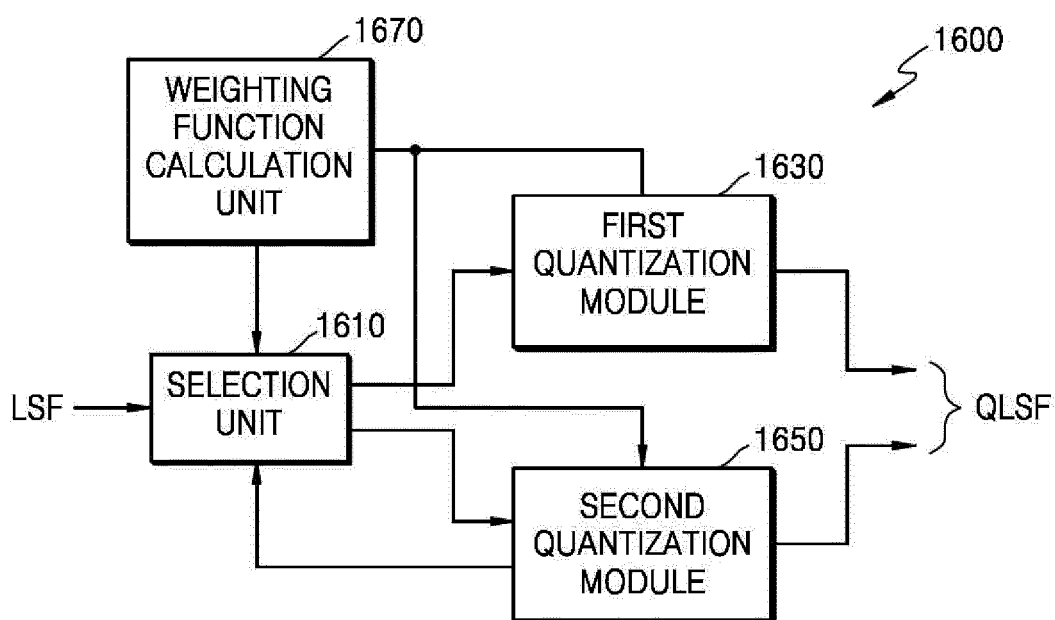 1670
WEIGHTING
FUNCTION
CALCULATION
UNIT
1600
1630
FIRST
QUANTIZATION
MODULE
1610
SELECTION
UNIT
LSF
QLSF
1650
SECOND
QUANTIZATION
MODULE